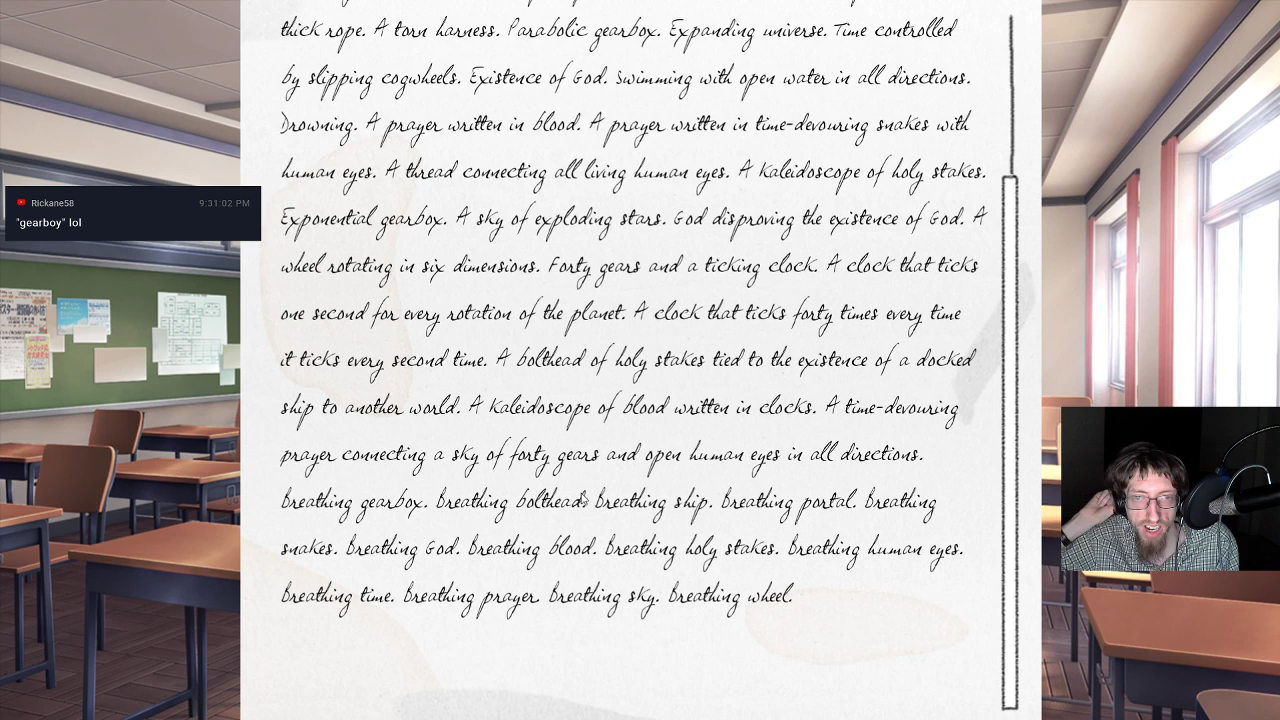 thick rope. A torn harness. Parabolic gearbox. Expanding universe. Time controlled
by slipping cogwheels. Existence of God. Swimming with open water in all directions.
Drowning. A prayer written in blood. A prayer written in time-devouring snakes with
human eyes. A thread connecting all living human eyes. A kaleidoscope of holy stakes.
Exponential gearbox. A sky of exploding stars. God disproving the existence of God. A
wheel rotating in six dimensions. Forty gears and a ticking clock. A clock that ticks
one second for every rotation of the planet. A clock that ticks forty times every time
it ticks every second time. A bolthead of holy stakes tied to the existence of a docked
ship to another world. A kaleidoscope of blood written in clocks. A time-devouring
prayer connecting a sky of forty gears and open human eyes in all directions.
Breathing gearbox. Breathing bolthead. Breathing ship. Breathing portal. Breathing
snakes. Breathing God. Breathing blood. Breathing holy stakes. Breathing human eyes.
Breathing time. Breathing prayer. Breathing sky. Breathing wheel.
Rickane58 9:31:02 PM
"gearboy" lol